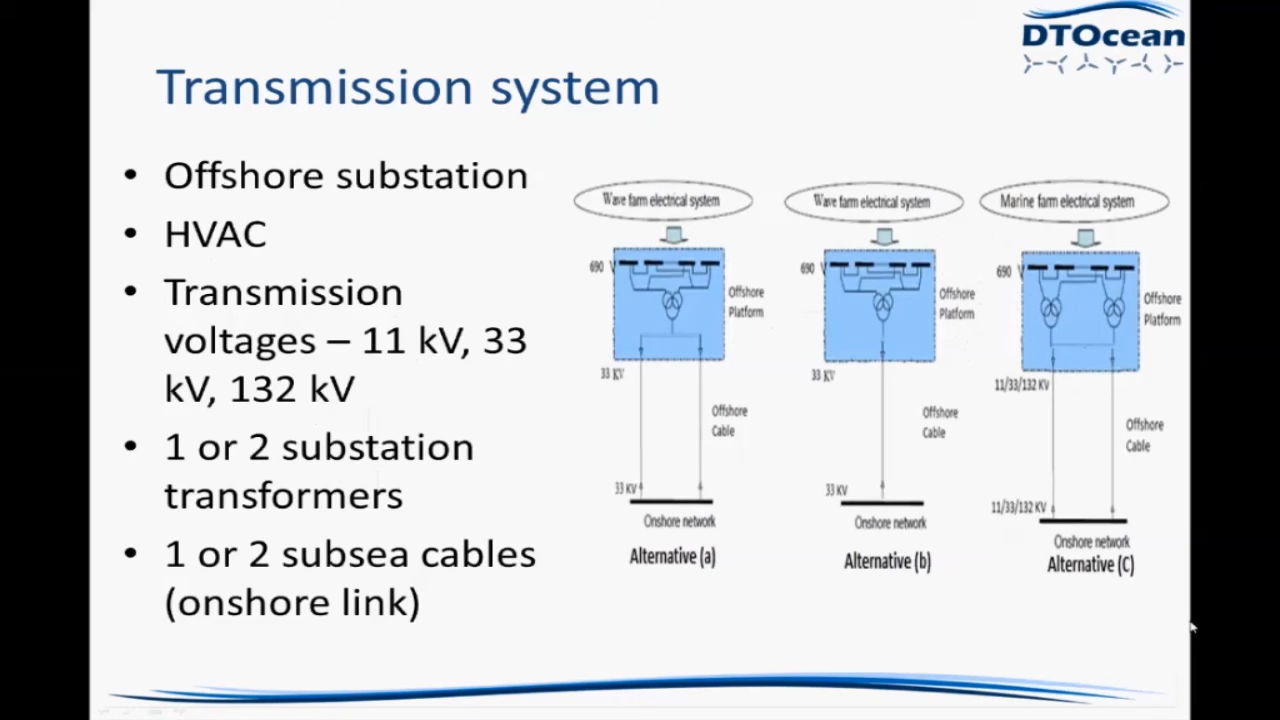 DTOcean
Transmission system
• Offshore substation
• HVAC
• Transmission
voltages – 11 kV, 33
kV, 132 kV
• 1 or 2 substation
transformers
• 1 or 2 subsea cables
(onshore link)
Wave farm electrical system
690 V
Offshore
Platform
33 KV
Offshore
Cable
33 KV
Onshore network
Alternative (a)
Wave farm electrical system
690 V
Offshore
Platform
33 KV
Offshore
Cable
33 KV
Onshore network
Alternative (b)
Marine farm electrical system
690 V
Offshore
Platform
11/33/132 KV
Offshore
Cable
11/33/132 KV
Onshore network
Alternative (C)